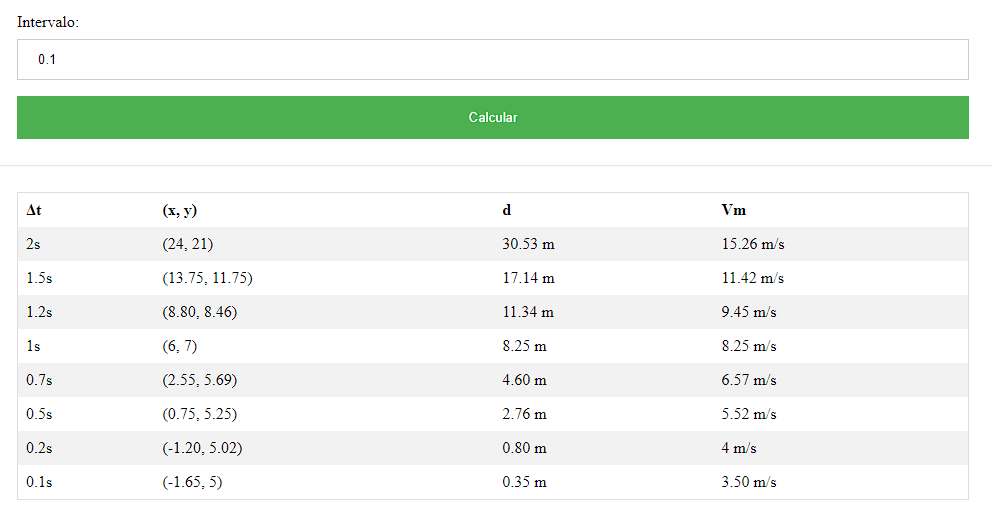 Intervalo:
0.1
Calcular
Δt (x, y) d Vm
2s (24, 21) 30.53 m 15.26 m/s
1.5s (13.75, 11.75) 17.14 m 11.42 m/s
1.2s (8.80, 8.46) 11.34 m 9.45 m/s
1s (6, 7) 8.25 m 8.25 m/s
0.7s (2.55, 5.69) 4.60 m 6.57 m/s
0.5s (0.75, 5.25) 2.76 m 5.52 m/s
0.2s (-1.20, 5.02) 0.80 m 4 m/s
0.1s (-1.65, 5) 0.35 m 3.50 m/s